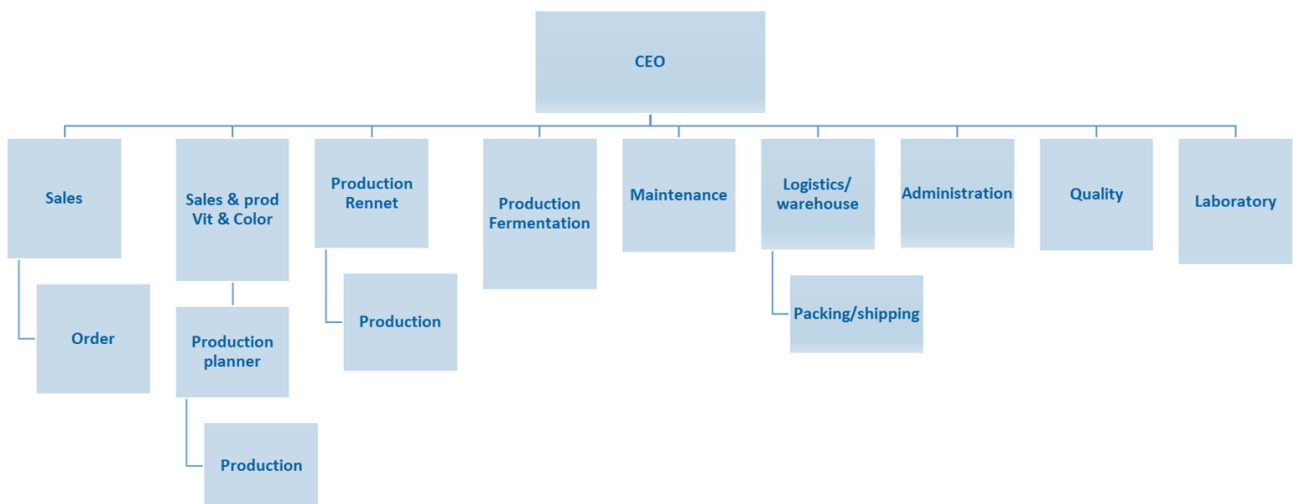 CEO
Sales
Sales & prod
Vit & Color
Production
Rennet
Production
Fermentation
Maintenance
Logistics/
warehouse
Administration
Quality
Laboratory
Order
Production
planner
Production
Packing/shipping
Production